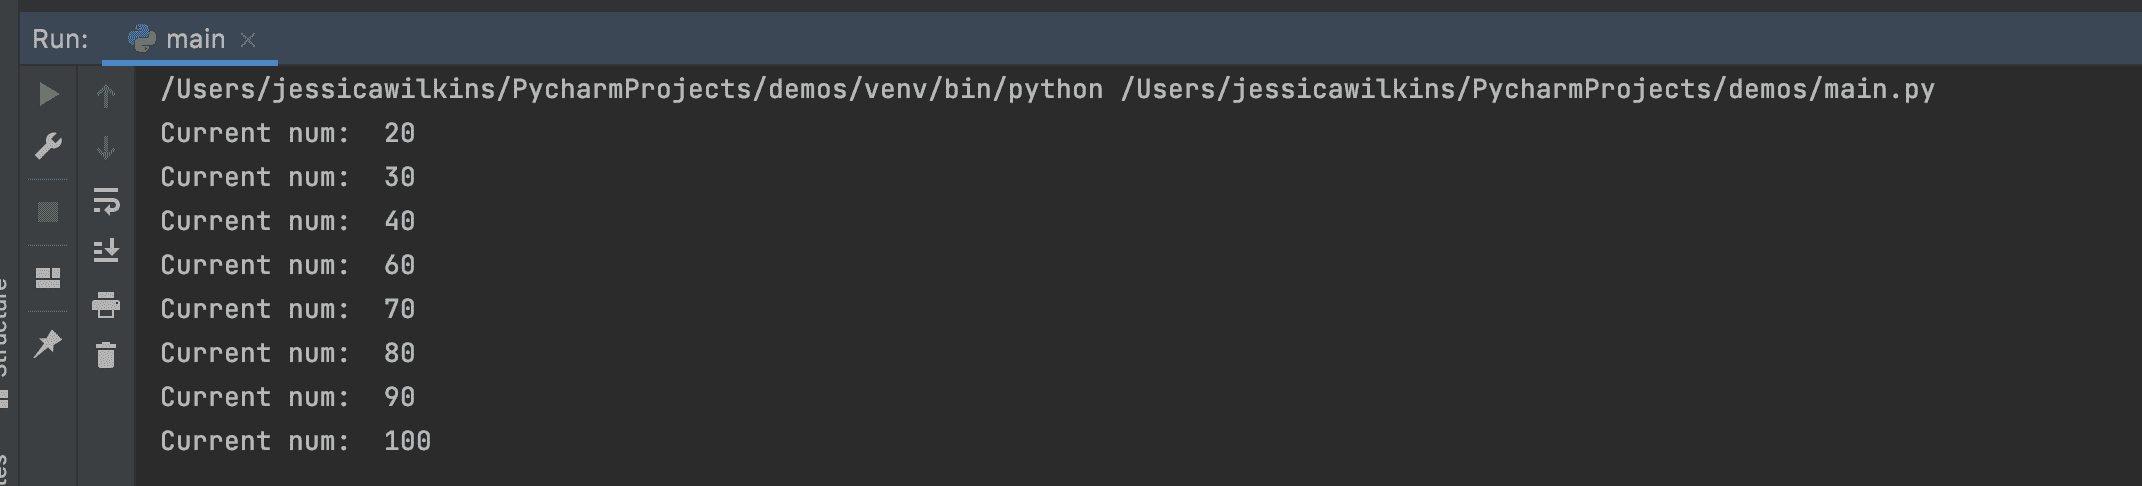 Run: main
/Users/jessicawilkins/PycharmProjects/demos/venv/bin/python /Users/jessicawilkins/PycharmProjects/demos/main.py
Current num:  20
Current num:  30
Current num:  40
Current num:  60
Current num:  70
Current num:  80
Current num:  90
Current num:  100
Structure